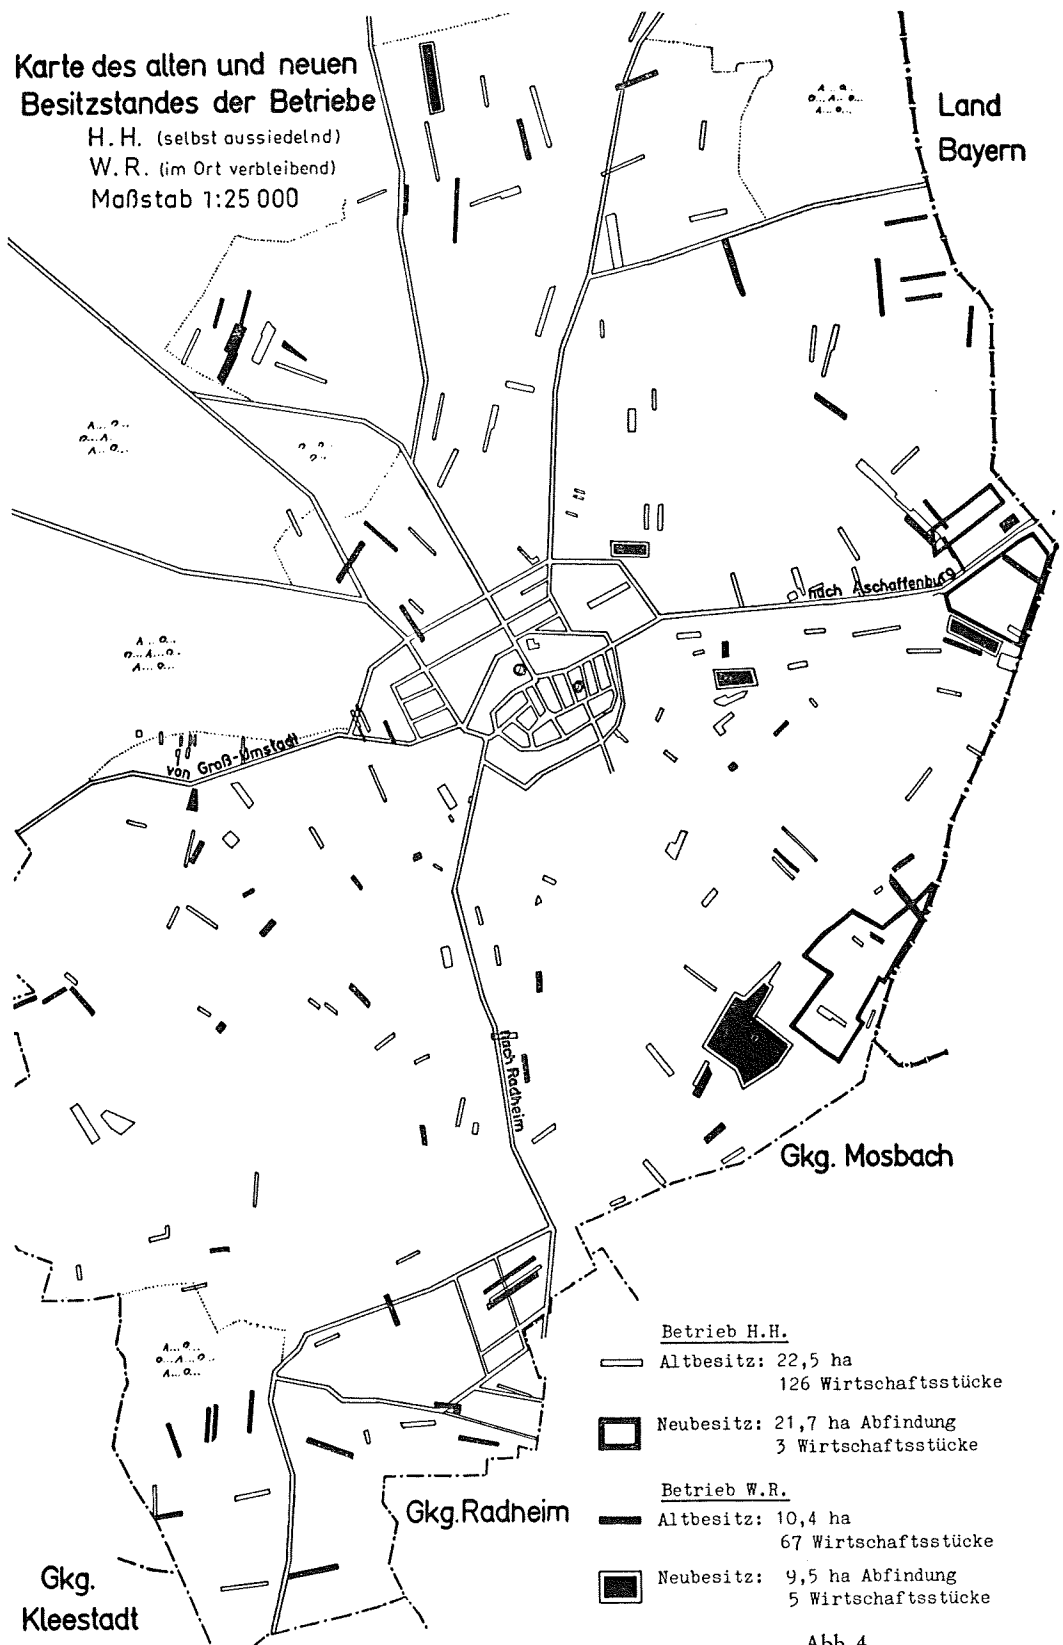 Karte des alten und neuen
Besitzstandes der Betriebe
H.H. (selbst aussiedelnd)
W.R. (im Ort verbleibend)
Maßstab 1:25 000
Land
Bayern
nach Aschaffenburg
von Groß-Umstadt
nach Radheim
Gkg. Mosbach
Gkg. Radheim
Gkg.
Kleestadt
Betrieb H.H.
Altbesitz: 22,5 ha
126 Wirtschaftsstücke
Neubesitz: 21,7 ha Abfindung
3 Wirtschaftsstücke
Betrieb W.R.
Altbesitz: 10,4 ha
67 Wirtschaftsstücke
Neubesitz: 9,5 ha Abfindung
5 Wirtschaftsstücke
Abb 4